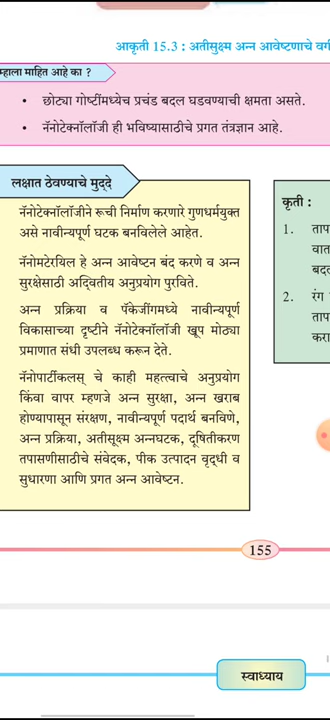 आकृती 15.3 : अतीसुक्ष्म अन्न आवेष्टणाचे वर्ग
म्हाला माहित आहे का ?
• छोट्या गोष्टींमध्येच प्रचंड बदल घडवण्याची क्षमता असते.
• नॅनोटेक्नॉलॉजी ही भविष्यासाठीचे प्रगत तंत्रज्ञान आहे.
लक्षात ठेवण्याचे मुद्दे
नॅनोटेक्नॉलॉजीने रूची निर्माण करणारे गुणधर्मयुक्त
असे नावीन्यपूर्ण घटक बनविलेले आहेत.
नॅनोमटेरयिल हे अन्न आवेष्टन बंद करणे व अन्न
सुरक्षेसाठी अद्वितीय अनुप्रयोग पुरविते.
अन्न प्रक्रिया व पॅकेजींगमध्ये नावीन्यपूर्ण
विकासाच्या दृष्टीने नॅनोटेक्नॉलॉजी खूप मोठ्या
प्रमाणात संधी उपलब्ध करून देते.
नॅनोपार्टीकलस् चे काही महत्त्वाचे अनुप्रयोग
किंवा वापर म्हणजे अन्न सुरक्षा, अन्न खराब
होण्यापासून संरक्षण, नावीन्यपूर्ण पदार्थ बनविणे,
अन्न प्रक्रिया, अतीसूक्ष्म अन्नघटक, दूषितीकरण
तपासणीसाठीचे संवेदक, पीक उत्पादन वृद्धी व
सुधारणा आणि प्रगत अन्न आवेष्टन.
कृती :
1. ताप
वात
बदल
2. रंग
ताप
करा
155
स्वाध्याय